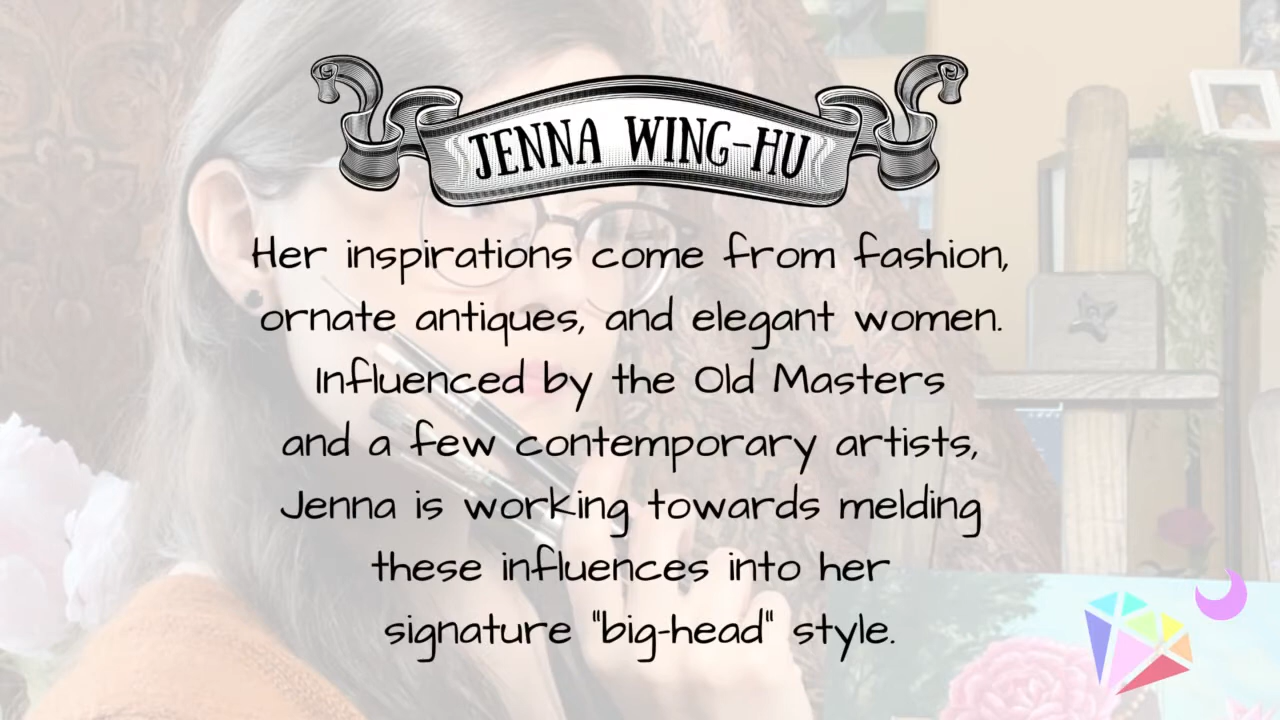 JENNA WING-HU
Her inspirations come from fashion,
ornate antiques, and elegant women.
Influenced by the Old Masters
and a few contemporary artists,
Jenna is working towards melding
these influences into her
signature "big-head" style.